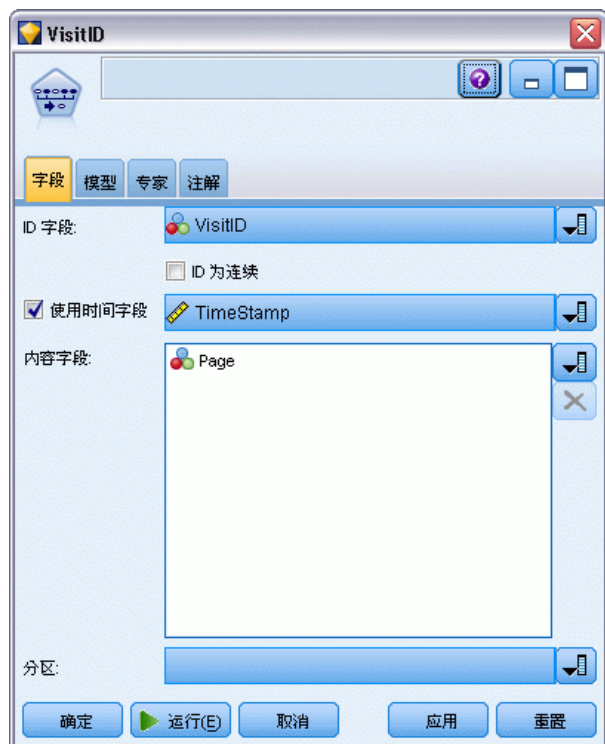 VisitID
字段 模型 专家 注解
ID 字段: VisitID
ID 为连续
使用时间字段 TimeStamp
内容字段: Page
分区:
确定 运行(E) 取消 应用 重置